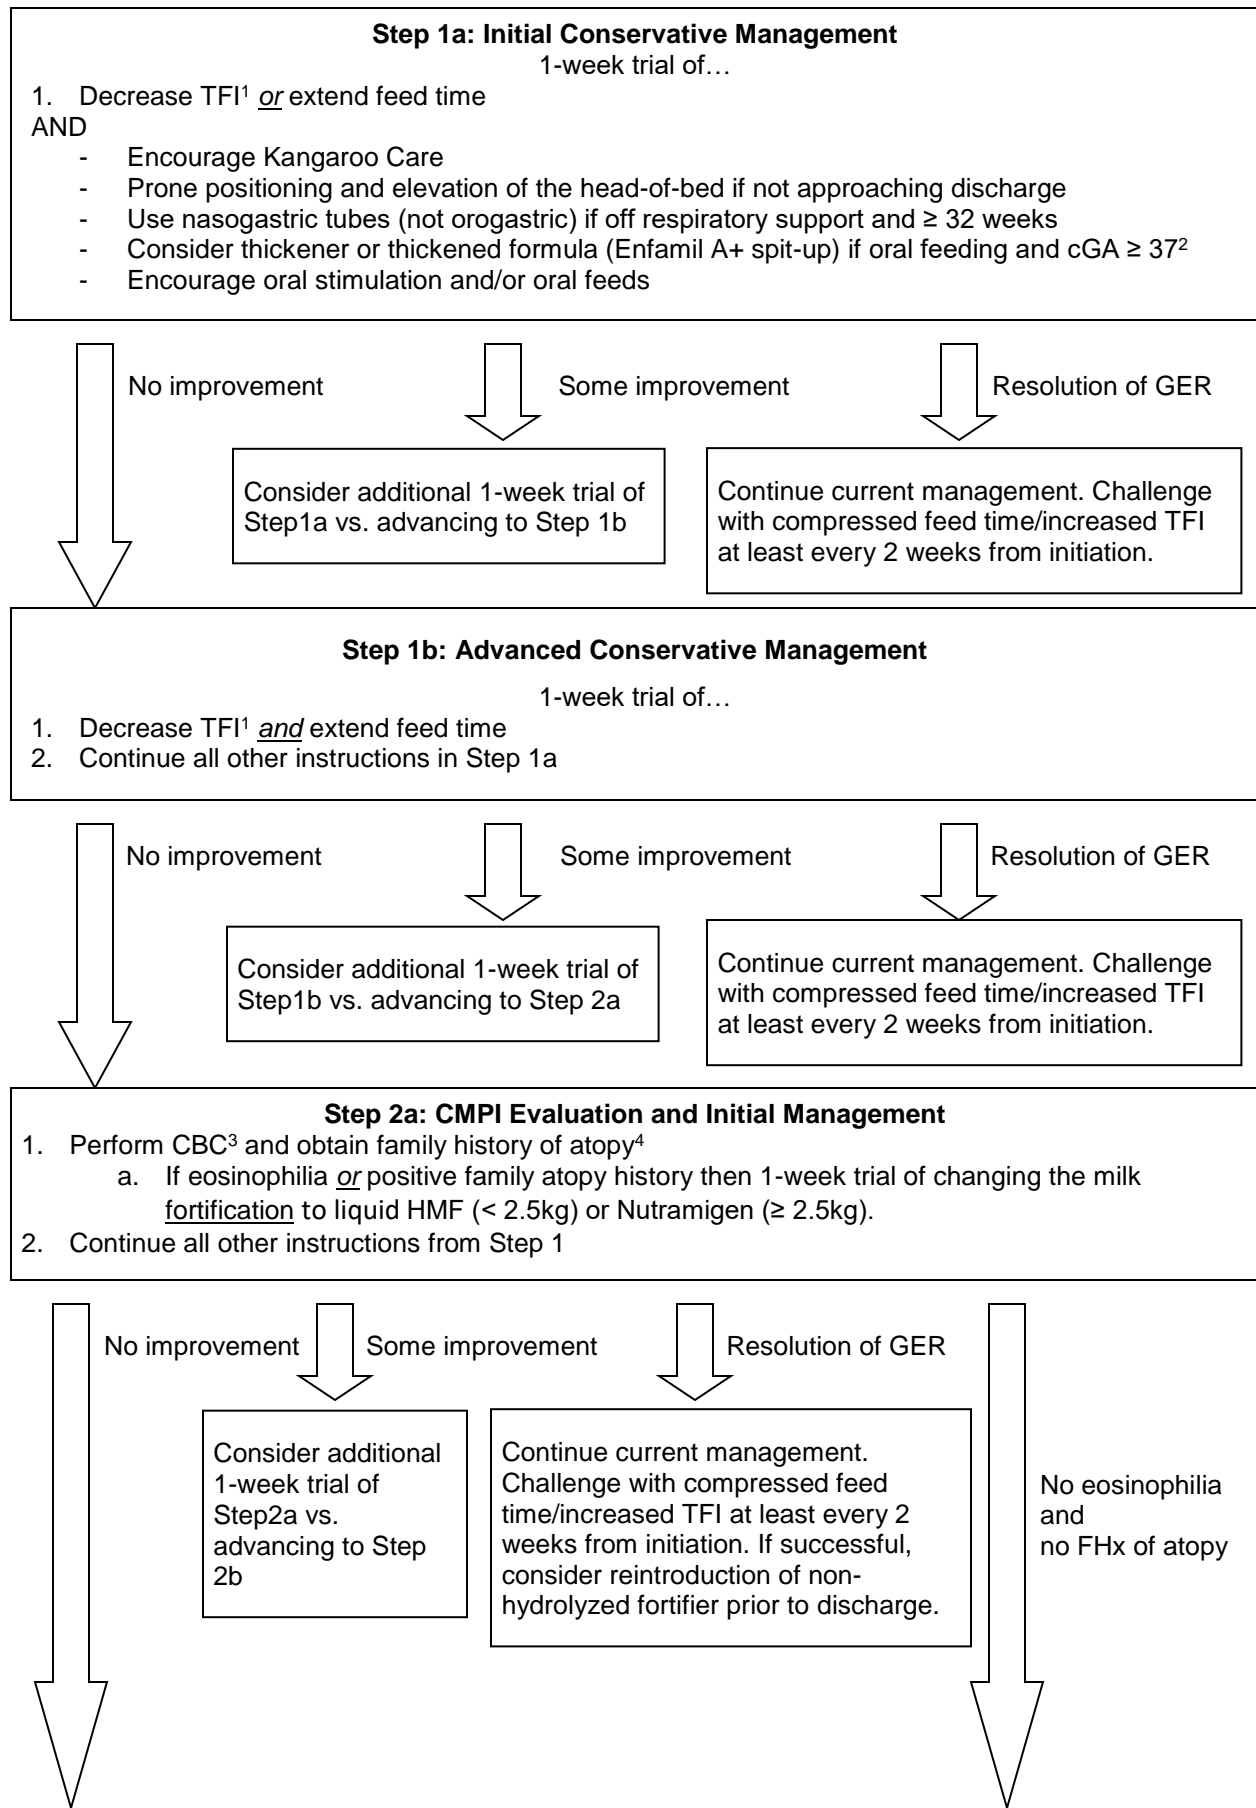 Step 1a: Initial Conservative Management
1-week trial of…
1. Decrease TFI¹ or extend feed time
AND
- Encourage Kangaroo Care
- Prone positioning and elevation of the head-of-bed if not approaching discharge
- Use nasogastric tubes (not orogastric) if off respiratory support and ≥ 32 weeks
- Consider thickener or thickened formula (Enfamil A+ spit-up) if oral feeding and cGA ≥ 37²
- Encourage oral stimulation and/or oral feeds
No improvement
Some improvement
Resolution of GER
Consider additional 1-week trial of
Step1a vs. advancing to Step 1b
Continue current management. Challenge
with compressed feed time/increased TFI
at least every 2 weeks from initiation.
Step 1b: Advanced Conservative Management
1-week trial of…
1. Decrease TFI¹ and extend feed time
2. Continue all other instructions in Step 1a
No improvement
Some improvement
Resolution of GER
Consider additional 1-week trial of
Step1b vs. advancing to Step 2a
Continue current management. Challenge
with compressed feed time/increased TFI
at least every 2 weeks from initiation.
Step 2a: CMPI Evaluation and Initial Management
1. Perform CBC³ and obtain family history of atopy⁴
a. If eosinophilia or positive family atopy history then 1-week trial of changing the milk
fortification to liquid HMF (< 2.5kg) or Nutramigen (≥ 2.5kg).
2. Continue all other instructions from Step 1
No improvement
Some improvement
Resolution of GER
Consider additional
1-week trial of
Step2a vs.
advancing to Step
2b
Continue current management.
Challenge with compressed feed
time/increased TFI at least every 2
weeks from initiation. If successful,
consider reintroduction of non-
hydrolyzed fortifier prior to discharge.
No eosinophilia
and
no FHx of atopy